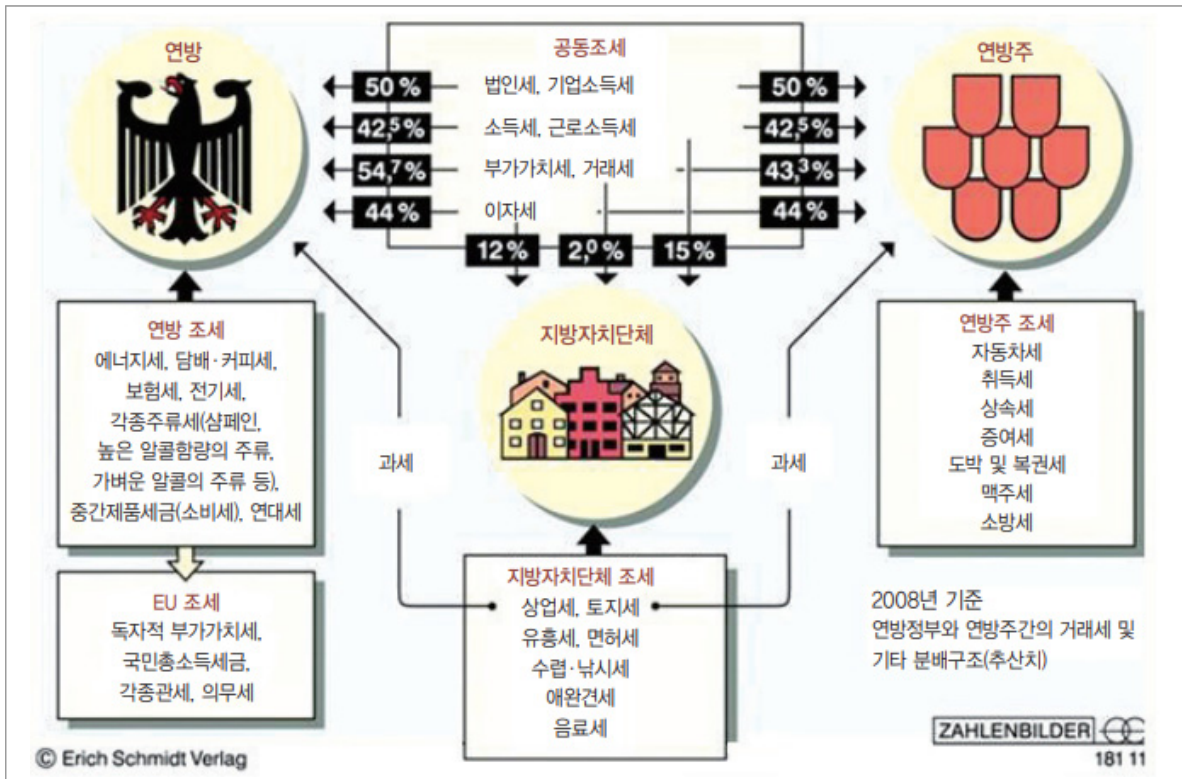 연방
공동조세
연방주
50 % 법인세, 기업소득세 50 %
42,5% 소득세, 근로소득세 42,5%
54,7% 부가가치세, 거래세 43,3%
44 % 이자세 44 %
12 % 2,0 % 15 %
연방 조세
에너지세, 담배·커피세,
보험세, 전기세,
각종주류세(샴페인,
높은 알콜함량의 주류,
가벼운 알콜의 주류 등),
중간제품세금(소비세), 연대세
EU 조세
독자적 부가가치세,
국민총소득세금,
각종관세, 의무세
과세
지방자치단체
과세
지방자치단체 조세
상업세, 토지세
유흥세, 면허세
수렵·낚시세
애완견세
음료세
연방주 조세
자동차세
취득세
상속세
증여세
도박 및 복권세
맥주세
소방세
2008년 기준
연방정부와 연방주간의 거래세 및
기타 분배구조(추산치)
ZAHLENBILDER
181 11
© Erich Schmidt Verlag